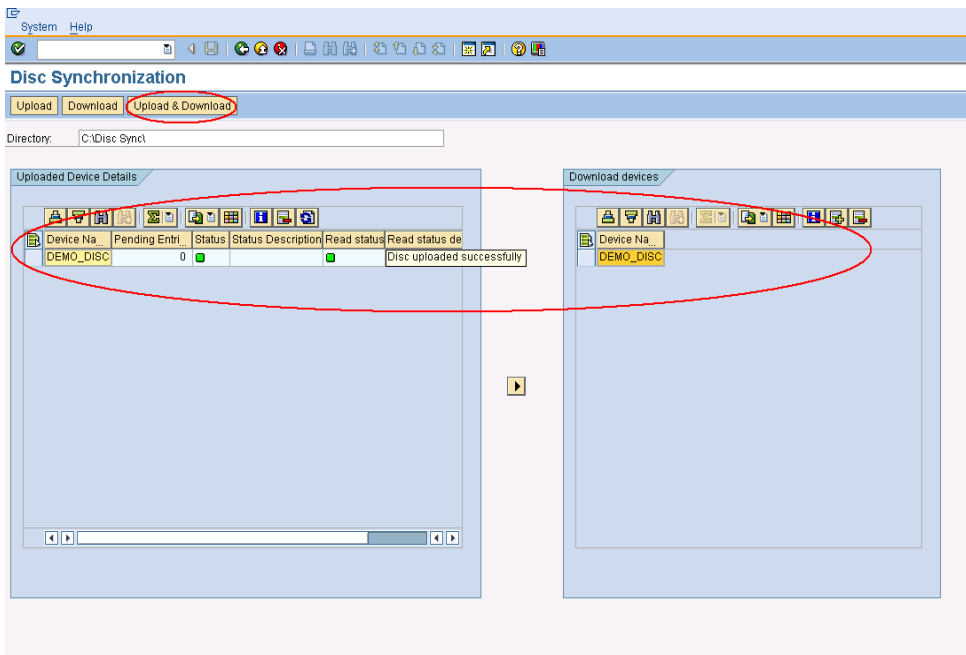 System Help
Disc Synchronization
Upload Download Upload & Download
Directory: C:\Disc Sync\
Uploaded Device Details
Device Na... Pending Entri... Status Status Description Read status Read status de
DEMO_DISC 0 Disc uploaded successfully
Download devices
Device Na...
DEMO_DISC